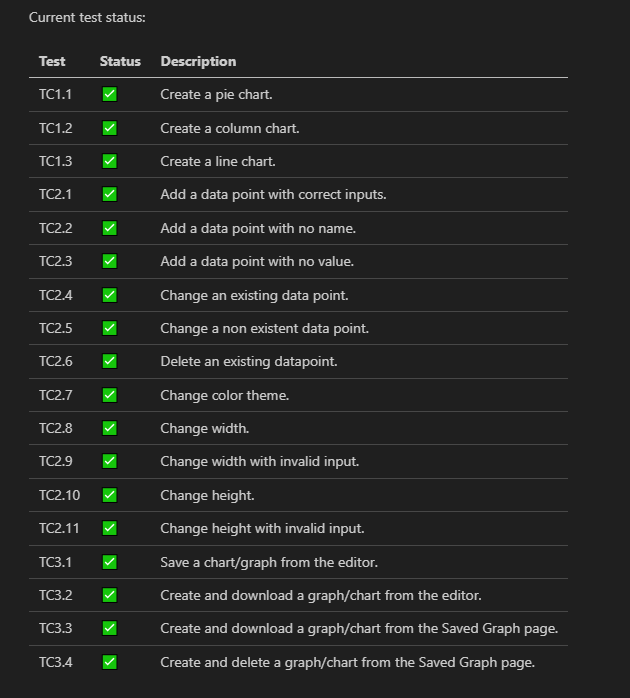 Current test status:
Test Status Description
TC1.1 ✅ Create a pie chart.
TC1.2 ✅ Create a column chart.
TC1.3 ✅ Create a line chart.
TC2.1 ✅ Add a data point with correct inputs.
TC2.2 ✅ Add a data point with no name.
TC2.3 ✅ Add a data point with no value.
TC2.4 ✅ Change an existing data point.
TC2.5 ✅ Change a non existent data point.
TC2.6 ✅ Delete an existing datapoint.
TC2.7 ✅ Change color theme.
TC2.8 ✅ Change width.
TC2.9 ✅ Change width with invalid input.
TC2.10 ✅ Change height.
TC2.11 ✅ Change height with invalid input.
TC3.1 ✅ Save a chart/graph from the editor.
TC3.2 ✅ Create and download a graph/chart from the editor.
TC3.3 ✅ Create and download a graph/chart from the Saved Graph page.
TC3.4 ✅ Create and delete a graph/chart from the Saved Graph page.